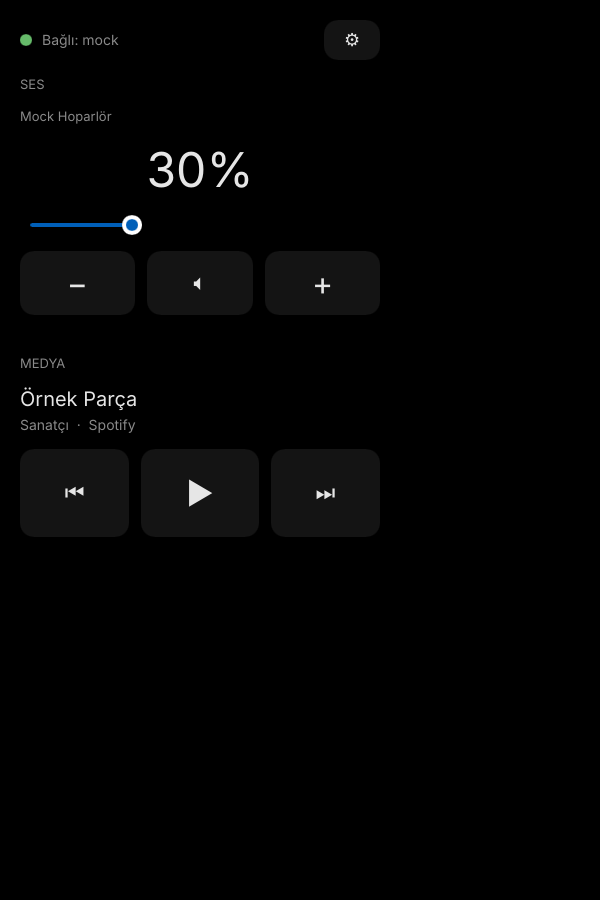 Bağlı: mock
SES
Mock Hoparlör
30%
− +
MEDYA
Örnek Parça
Sanatçı · Spotify